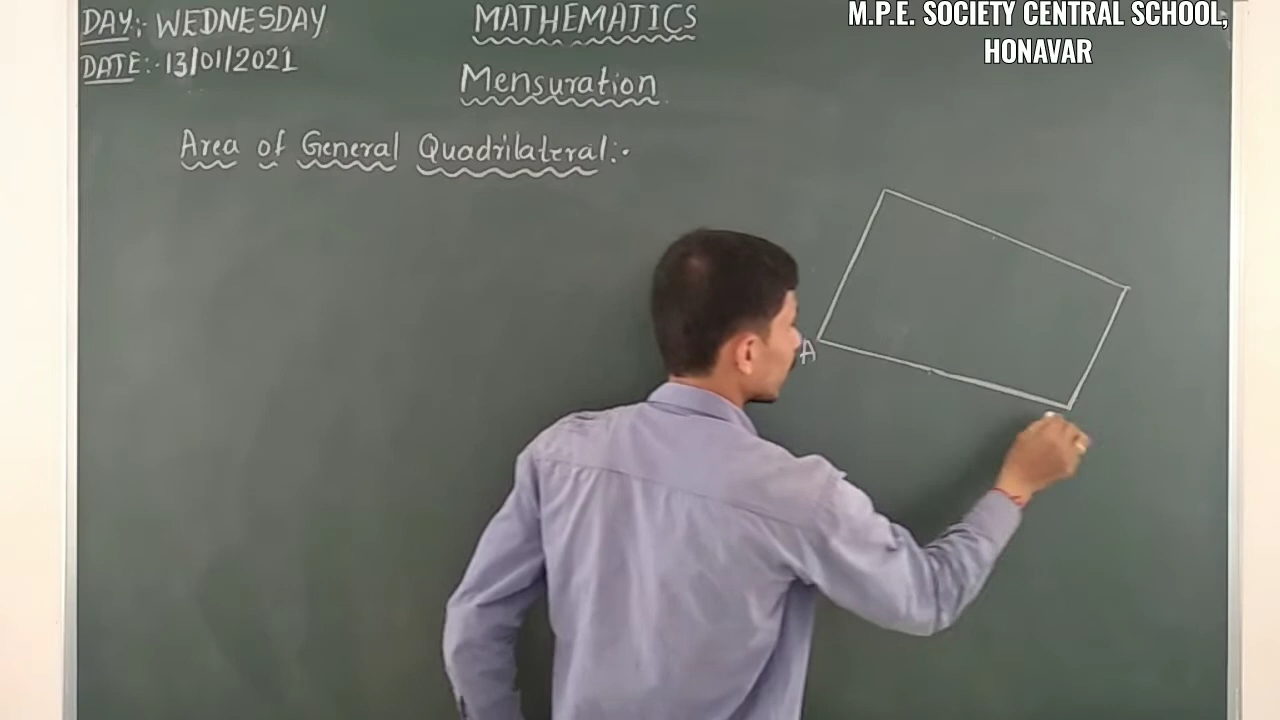 DAY:- WEDNESDAY
DATE:- 13/01/2021
MATHEMATICS
Mensuration
M.P.E. SOCIETY CENTRAL SCHOOL,
HONAVAR
Area of General Quadrilateral:-
A